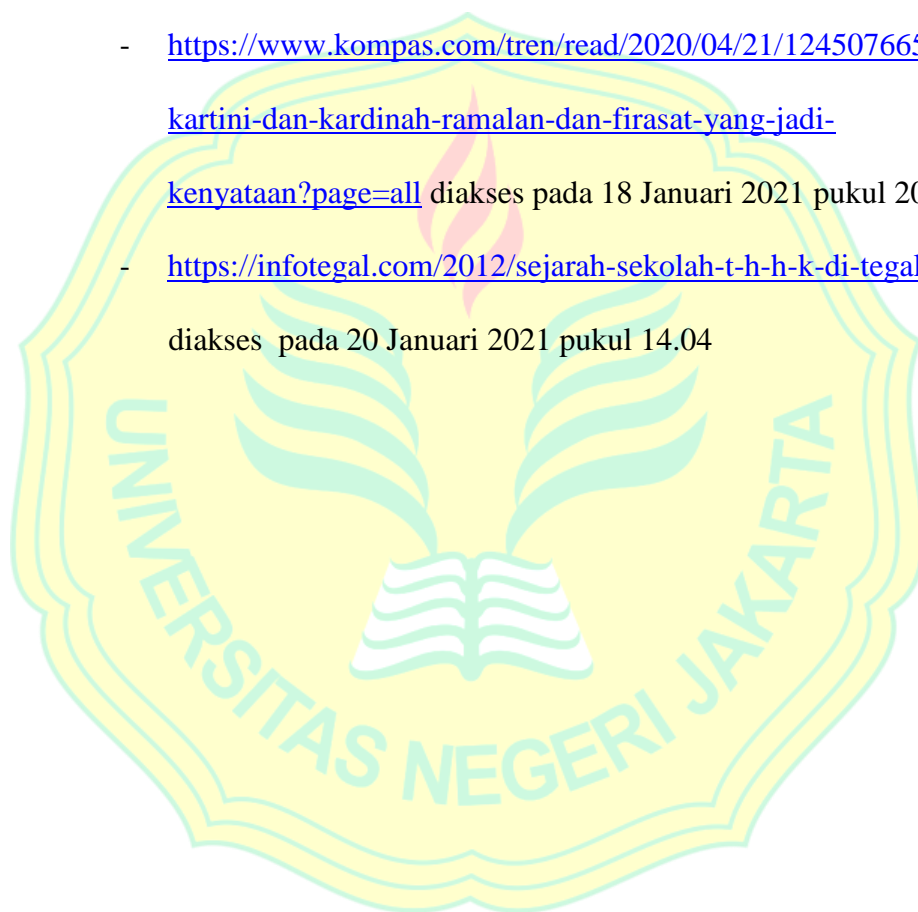 - https://www.kompas.com/tren/read/2020/04/21/124507665
kartini-dan-kardinah-ramalan-dan-firasat-yang-jadi-
kenyataan?page=all diakses pada 18 Januari 2021 pukul 20
- https://infotegal.com/2012/sejarah-sekolah-t-h-h-k-di-tegal
diakses pada 20 Januari 2021 pukul 14.04
UNIVERSITAS NEGERI JAKARTA